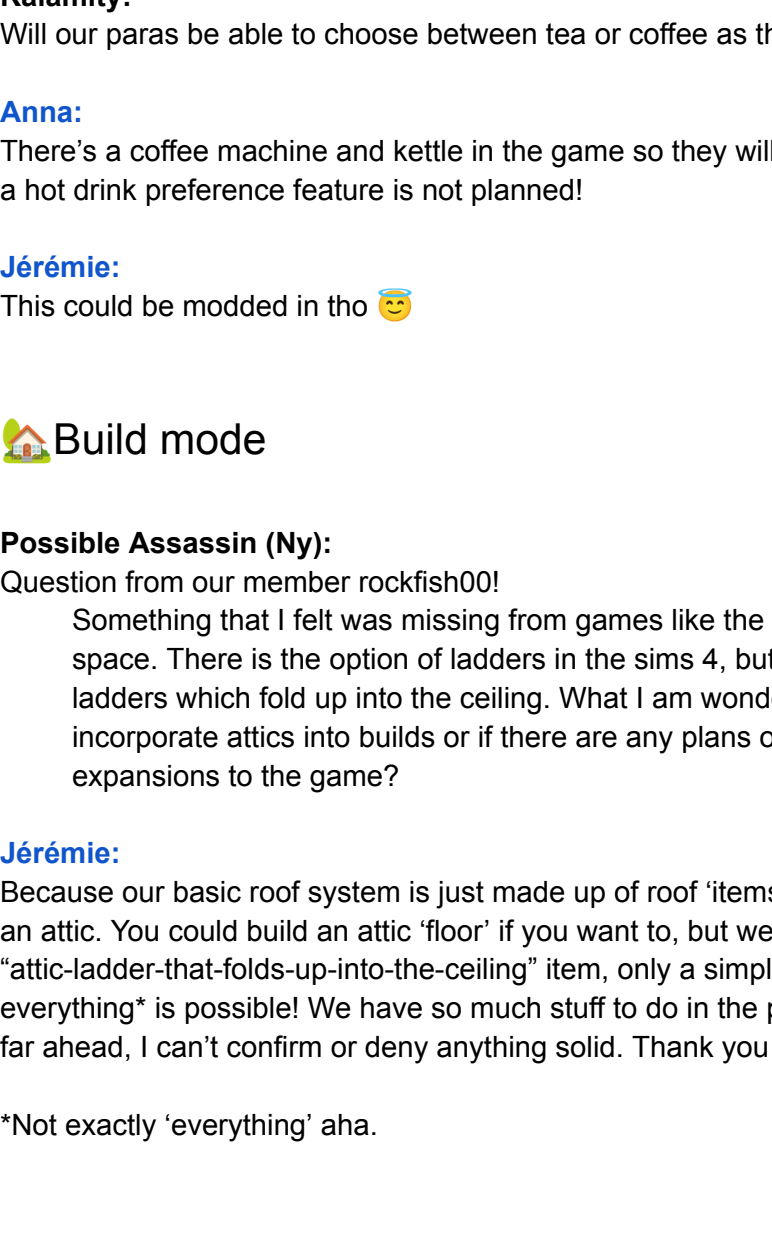 Kalamity:
Will our paras be able to choose between tea or coffee as
Anna:
There’s a coffee machine and kettle in the game so they
a hot drink preference feature is not planned!
Jérémie:
This could be modded in tho 😇
🏡Build mode
Possible Assassin (Ny):
Question from our member rockfish00!
Something that I felt was missing from games like the
space. There is the option of ladders in the sims 4, but
ladders which fold up into the ceiling. What I am
incorporate attics into builds or if there are any plans
expansions to the game?
Jérémie:
Because our basic roof system is just made up of roof ‘items
an attic. You could build an attic ‘floor’ if you want to, but we
“attic-ladder-that-folds-up-into-the-ceiling” item, only a
everything* is possible! We have so much stuff to do in the
far ahead, I can’t confirm or deny anything solid. Thank you
*Not exactly ‘everything’ aha.